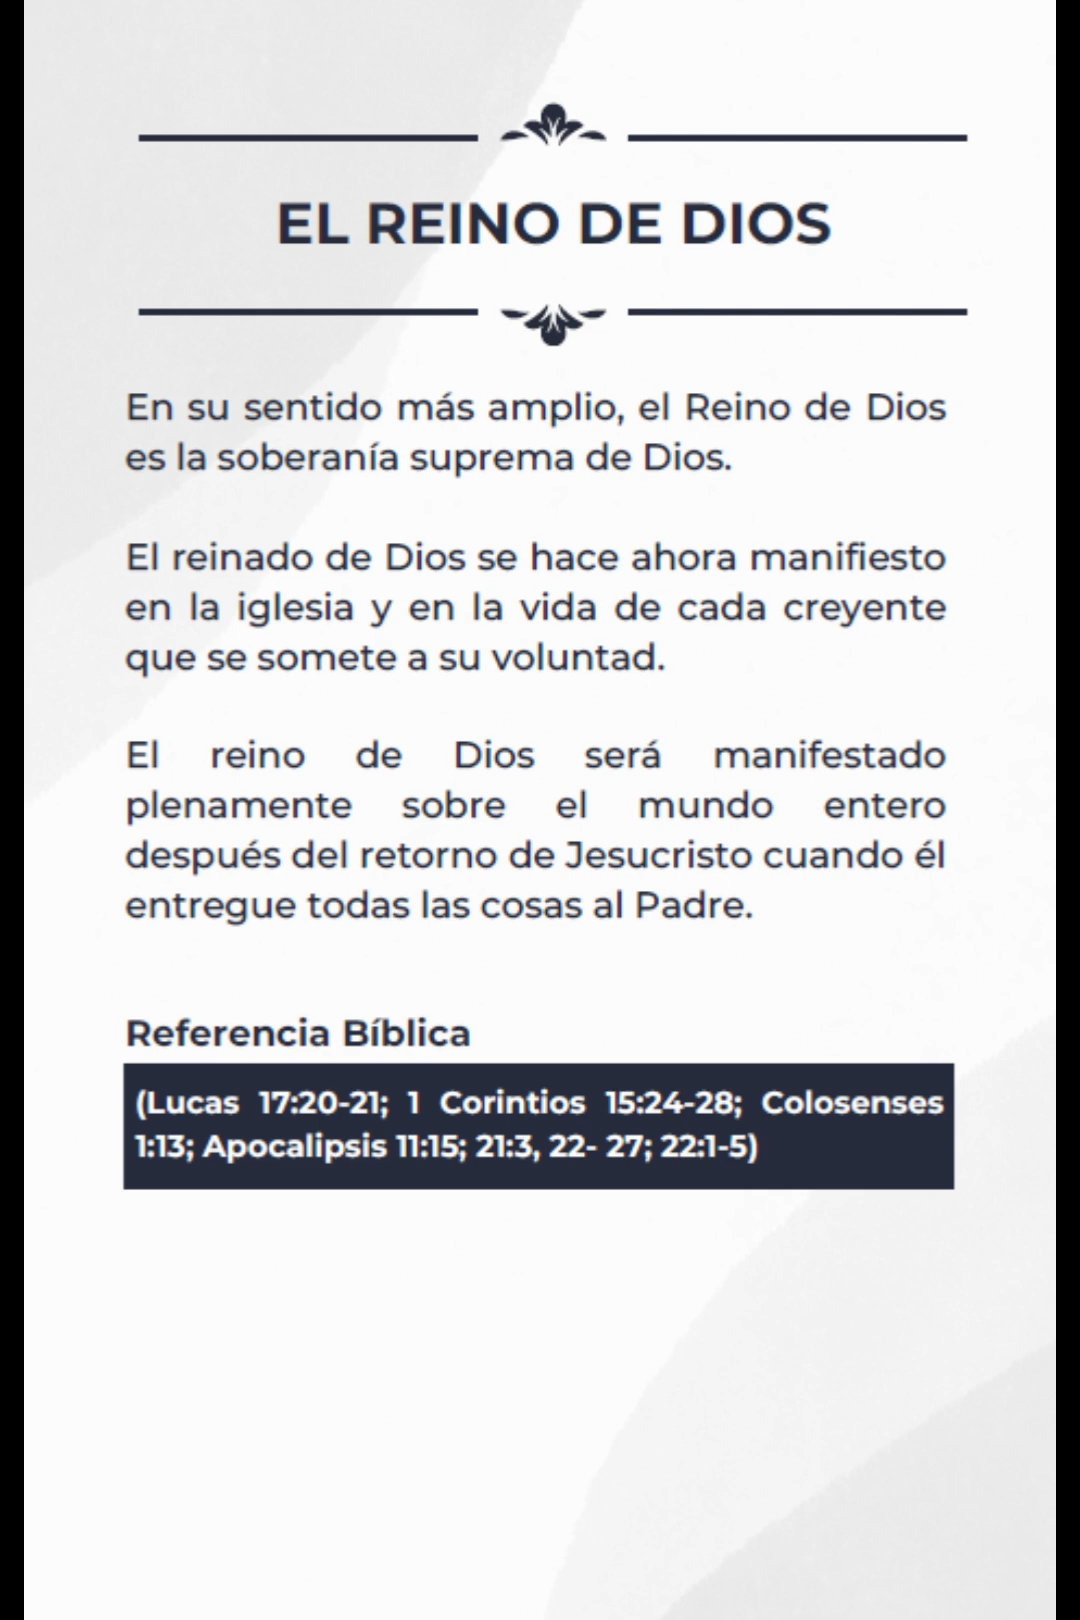 EL REINO DE DIOS
En su sentido más amplio, el Reino de Dios
es la soberanía suprema de Dios.
El reinado de Dios se hace ahora manifiesto
en la iglesia y en la vida de cada creyente
que se somete a su voluntad.
El reino de Dios será manifestado
plenamente sobre el mundo entero
después del retorno de Jesucristo cuando él
entregue todas las cosas al Padre.
Referencia Bíblica
(Lucas 17:20-21; 1 Corintios 15:24-28; Colosenses
1:13; Apocalipsis 11:15; 21:3, 22- 27; 22:1-5)